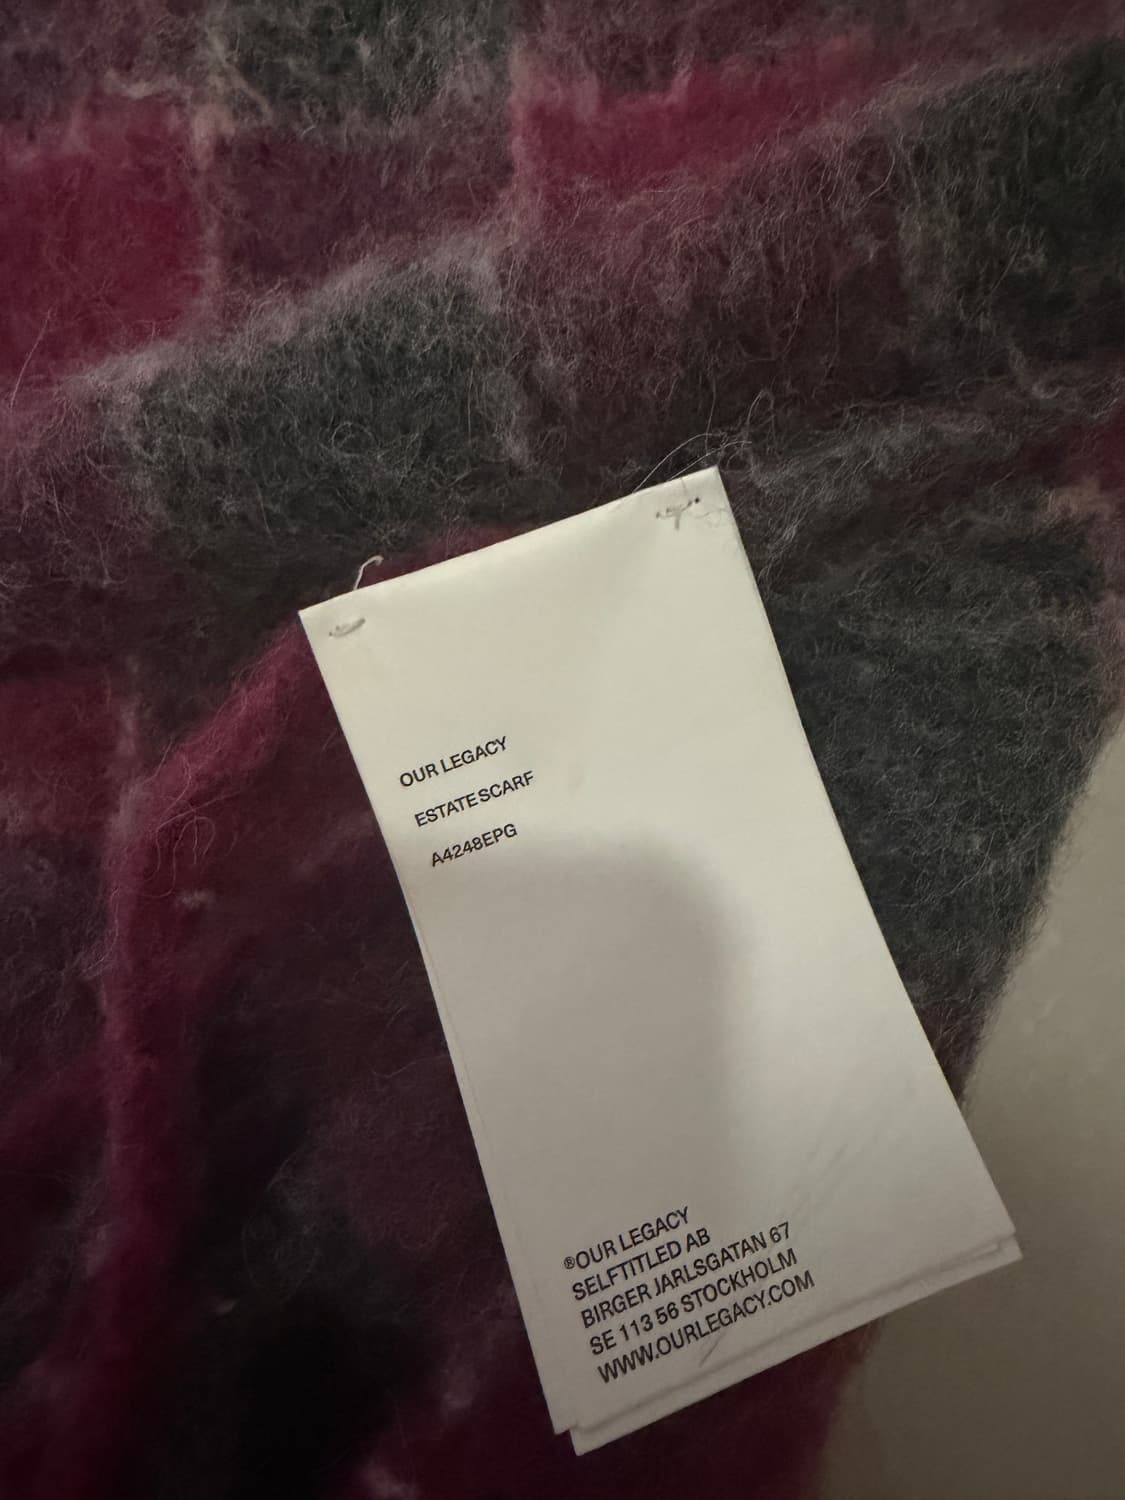 OUR LEGACY
ESTATE SCARF
A4248EPG
®OUR LEGACY
SELFTITLED AB
BIRGER JARLSGATAN 67
SE 113 56 STOCKHOLM
WWW.OURLEGACY.COM